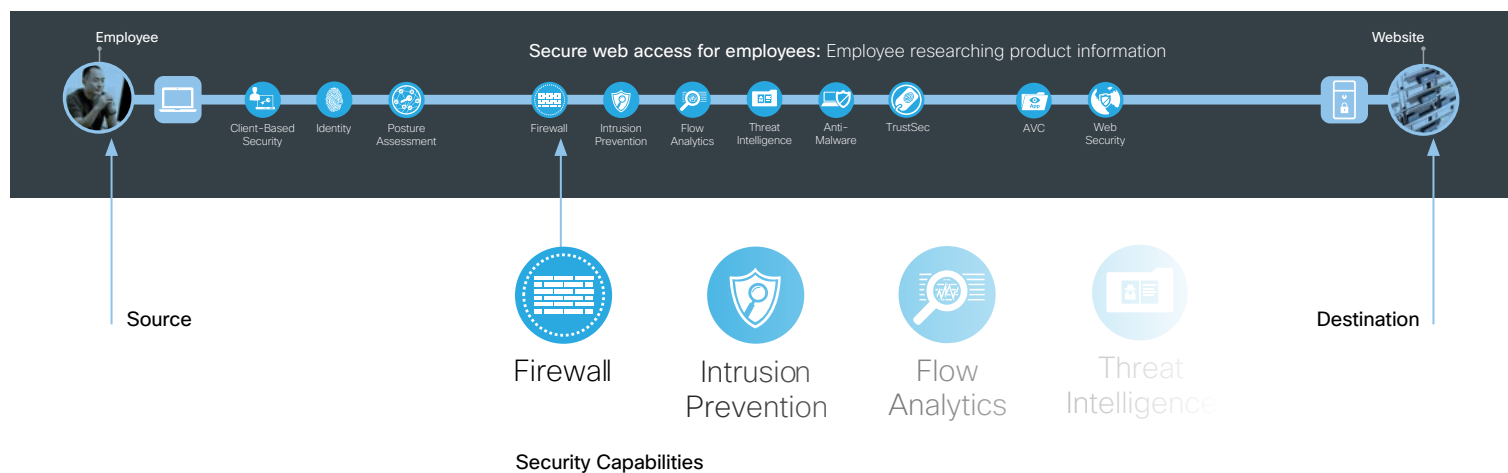 Employee
Secure web access for employees: Employee researching product information
Website
Client-Based
Security
Identity
Posture
Assessment
Firewall
Intrusion
Prevention
Flow
Analytics
Threat
Intelligence
Anti-
Malware
TrustSec
App
AVC
Web
Security
Source
Destination
Firewall
Intrusion
Prevention
Flow
Analytics
Threat
Intelligence
Security Capabilities